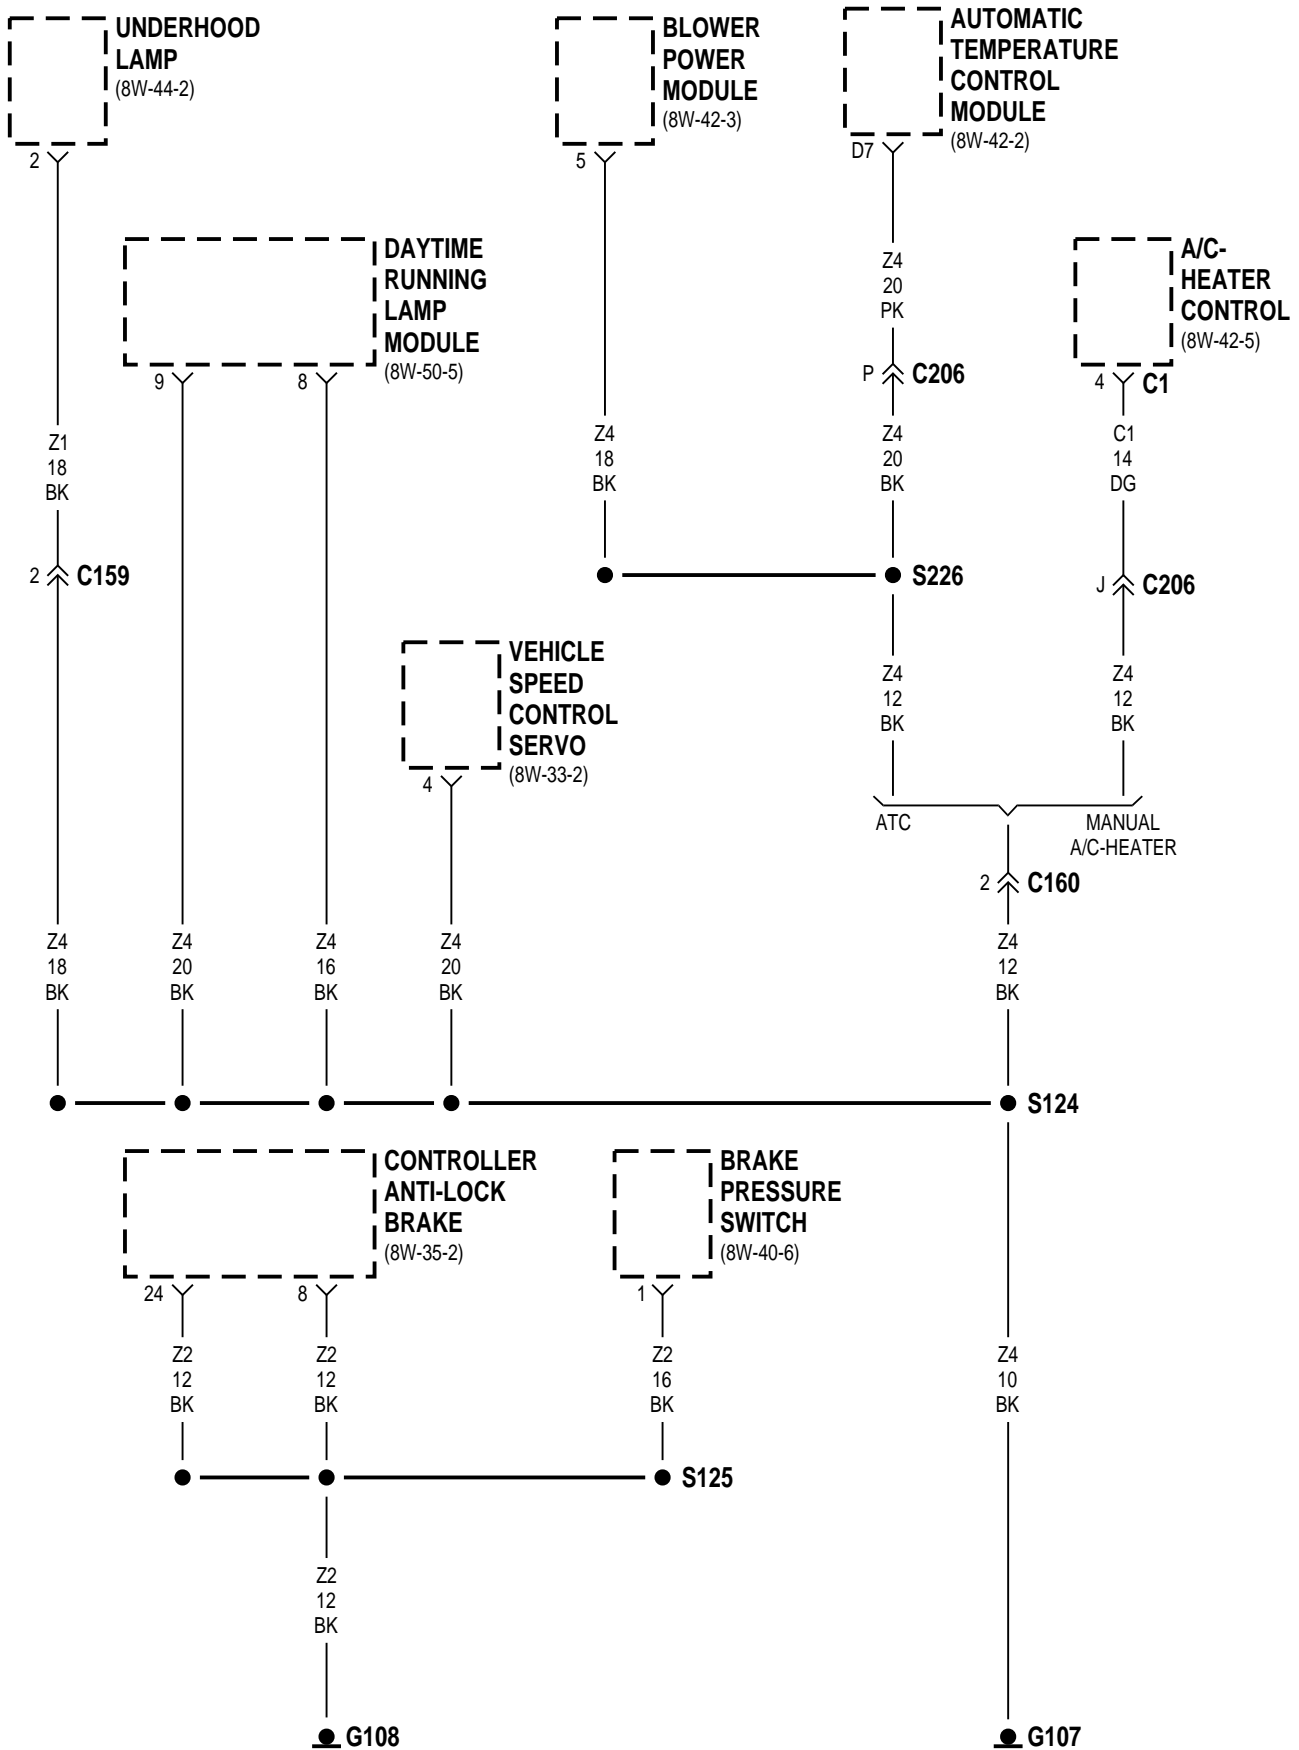 UNDERHOOD
LAMP
(8W-44-2)
2
BLOWER
POWER
MODULE
(8W-42-3)
5
AUTOMATIC
TEMPERATURE
CONTROL
MODULE
(8W-42-2)
D7
DAYTIME
RUNNING
LAMP
MODULE
(8W-50-5)
9
8
Z4
20
PK
A/C-
HEATER
CONTROL
(8W-42-5)
P
C206
4
C1
Z1
18
BK
Z4
18
BK
Z4
20
BK
C1
14
DG
2
C159
S226
J
C206
VEHICLE
SPEED
CONTROL
SERVO
(8W-33-2)
4
Z4
12
BK
Z4
12
BK
ATC
MANUAL
A/C-HEATER
2
C160
Z4
18
BK
Z4
20
BK
Z4
16
BK
Z4
20
BK
Z4
12
BK
S124
CONTROLLER
ANTI-LOCK
BRAKE
(8W-35-2)
24
8
BRAKE
PRESSURE
SWITCH
(8W-40-6)
1
Z2
12
BK
Z2
12
BK
Z2
16
BK
Z4
10
BK
S125
Z2
12
BK
G108
G107